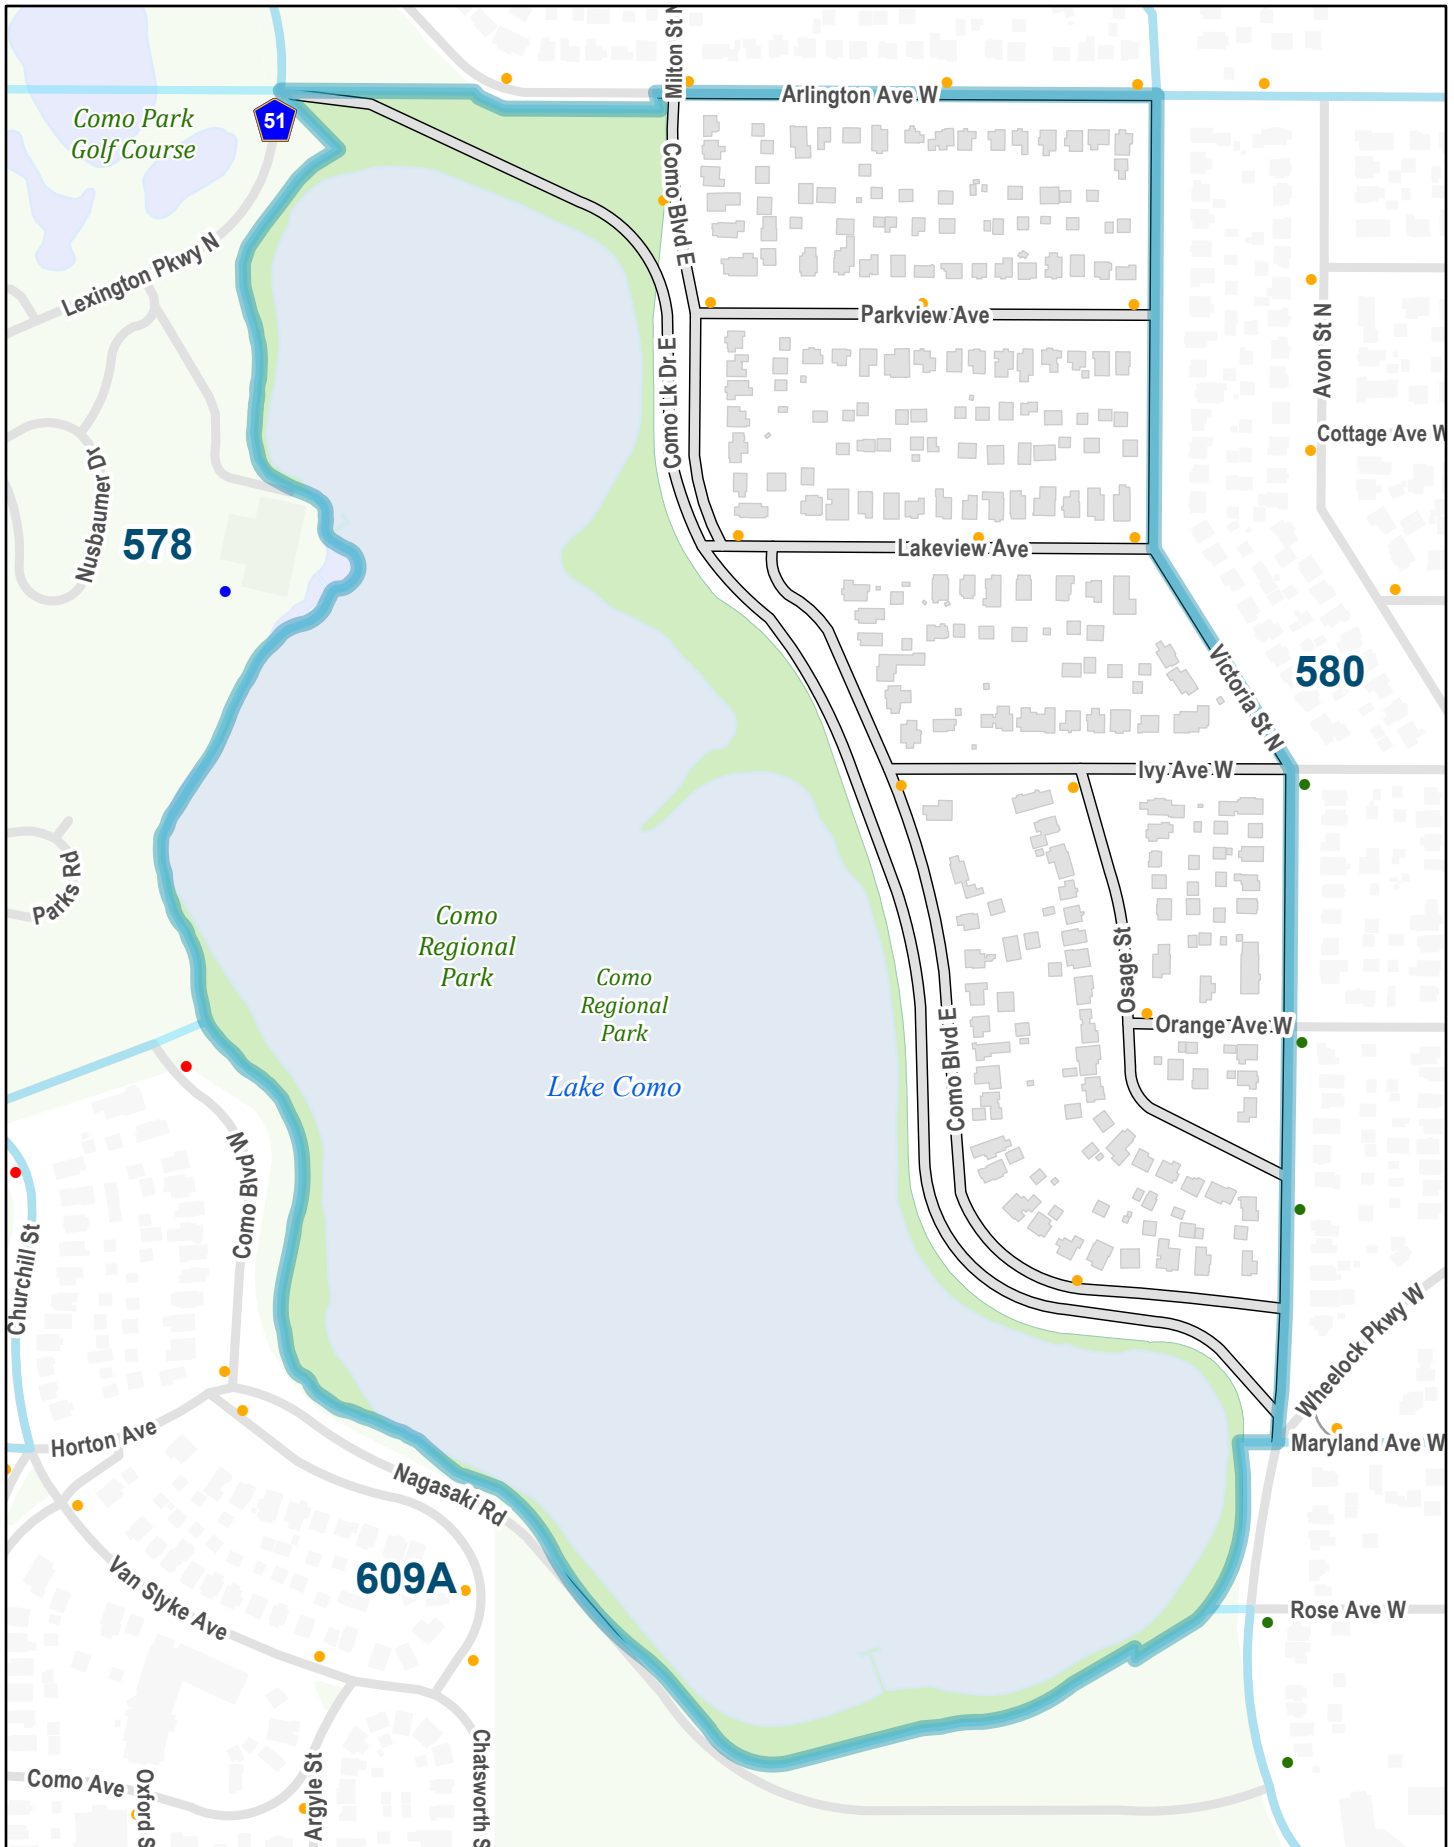 Milton St N
Arlington Ave W
Como Park
Golf Course
51
Como Blvd E
Lexington Pkwy N
Parkview Ave
Avon St N
Como Lk Dr E
Cottage Ave W
Nusbaumer Dr
578
Lakeview Ave
Victoria St N
580
Ivy Ave W
Parks Rd
Como
Regional
Park
Como
Regional
Park
Osage St
Orange Ave W
Como Blvd E
Lake Como
Como Blvd W
Churchill St
Wheelock Pkwy W
Horton Ave
Maryland Ave W
Nagasaki Rd
609A
Van Slyke Ave
Rose Ave W
Chatsworth S
Como Ave
Oxford S
Argyle St